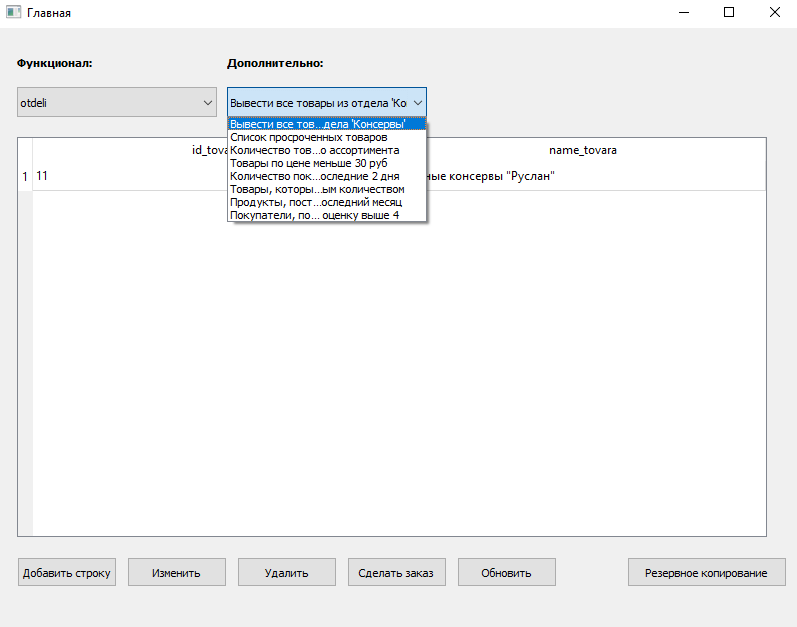 Главная
Функционал: Дополнительно:
otdeli Вывести все товары из отдела 'Ко
Вывести все тов...дела 'Консервы'
Список просроченных товаров
Количество тов...о ассортимента
Товары по цене меньше 30 руб
Количество пок...оследние 2 дня
Товары, которы...ым количеством
Продукты, пост...оследний месяц
Покупатели, по... оценку выше 4
id_tova name_tovara
1 11 ные консервы "Руслан"
Добавить строку Изменить Удалить Сделать заказ Обновить Резервное копирование